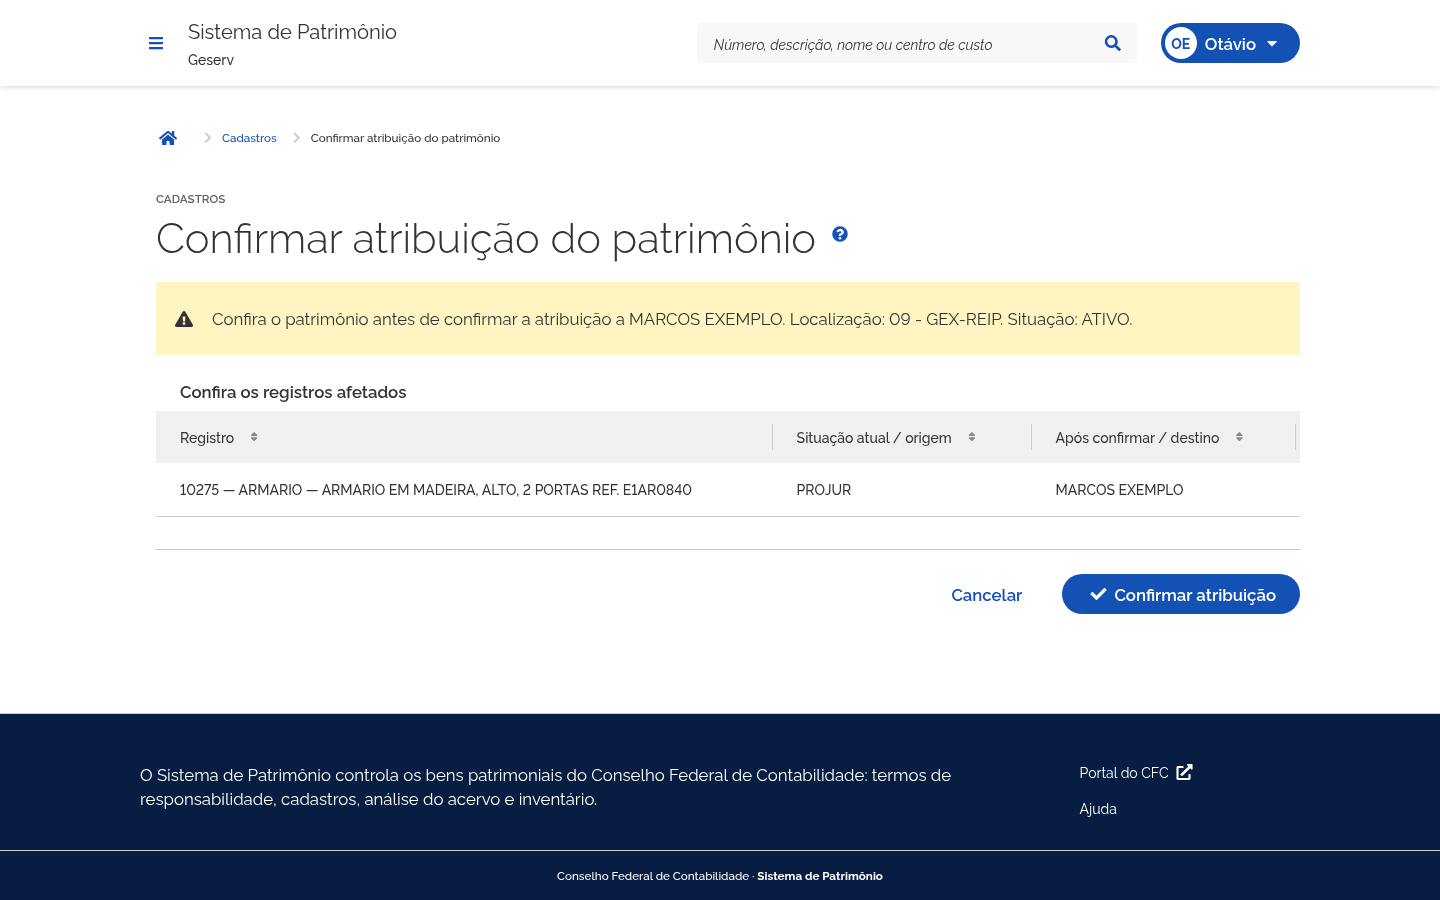 Sistema de Patrimônio
Geserv
Número, descrição, nome ou centro de custo
OE
Otávio
Cadastros
Confirmar atribuição do patrimônio
CADASTROS
Confirmar atribuição do patrimônio
Confira o patrimônio antes de confirmar a atribuição a MARCOS EXEMPLO. Localização: 09 - GEX-REIP. Situação: ATIVO.
Confira os registros afetados
Registro
Situação atual / origem
Após confirmar / destino
10275 — ARMARIO — ARMARIO EM MADEIRA, ALTO, 2 PORTAS REF. E1AR0840
PROJUR
MARCOS EXEMPLO
Cancelar
Confirmar atribuição
O Sistema de Patrimônio controla os bens patrimoniais do Conselho Federal de Contabilidade: termos de
responsabilidade, cadastros, análise do acervo e inventário.
Portal do CFC
Ajuda
Conselho Federal de Contabilidade · Sistema de Patrimônio